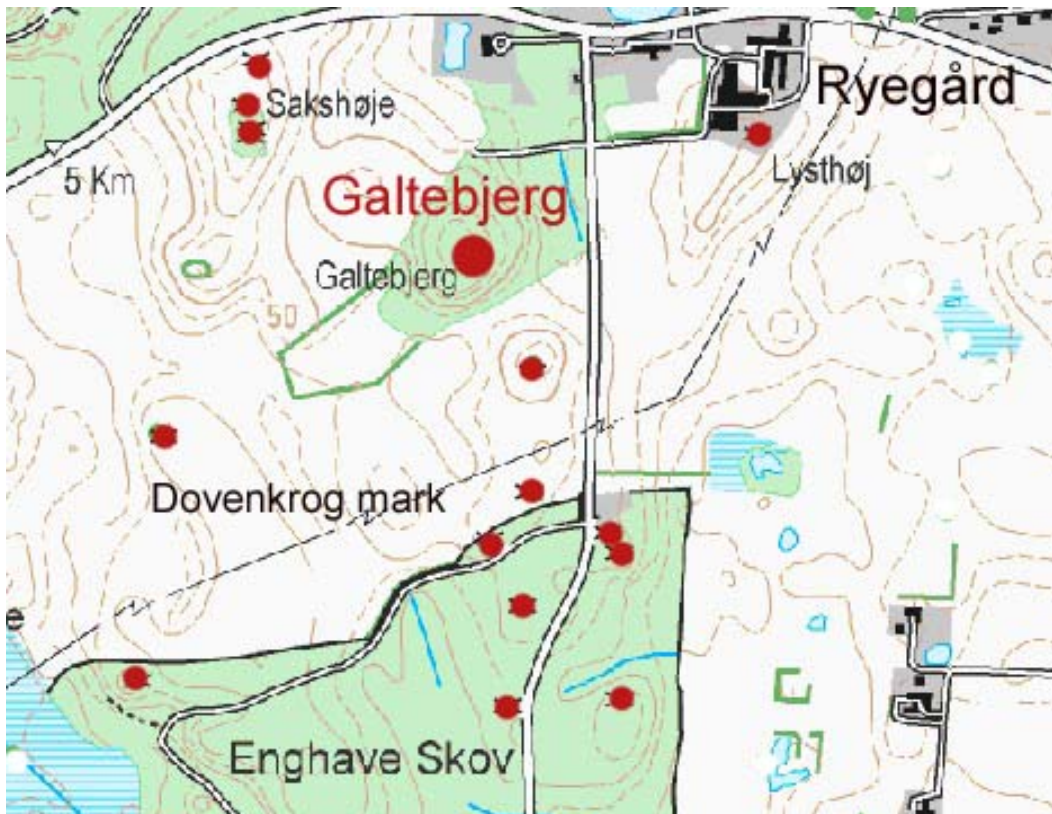 Ryegård
Sakshøje
Lysthøj
5 Km
Galtebjerg
Galtebjerg
50
Dovenkrog mark
e
Enghave Skov